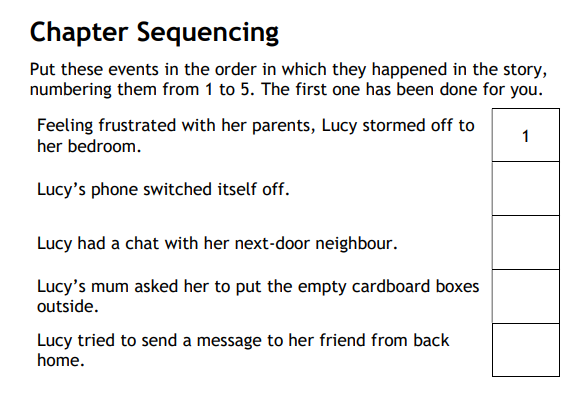 Chapter Sequencing
Put these events in the order in which they happened in the story,
numbering them from 1 to 5. The first one has been done for you.
Feeling frustrated with her parents, Lucy stormed off to
her bedroom.
1
Lucy’s phone switched itself off.
Lucy had a chat with her next-door neighbour.
Lucy’s mum asked her to put the empty cardboard boxes
outside.
Lucy tried to send a message to her friend from back
home.